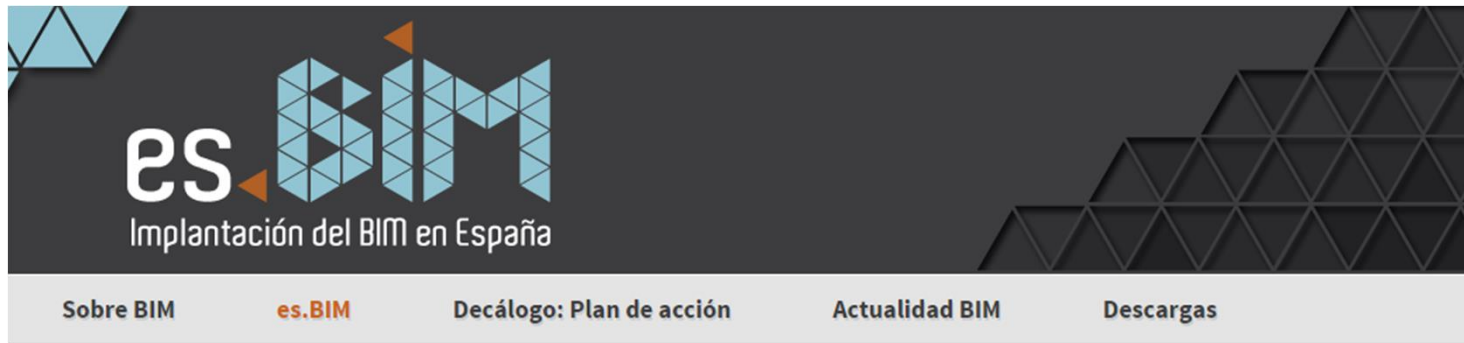 es.BIM
Implantación del BIM en España
Sobre BIM es.BIM Decálogo: Plan de acción Actualidad BIM Descargas